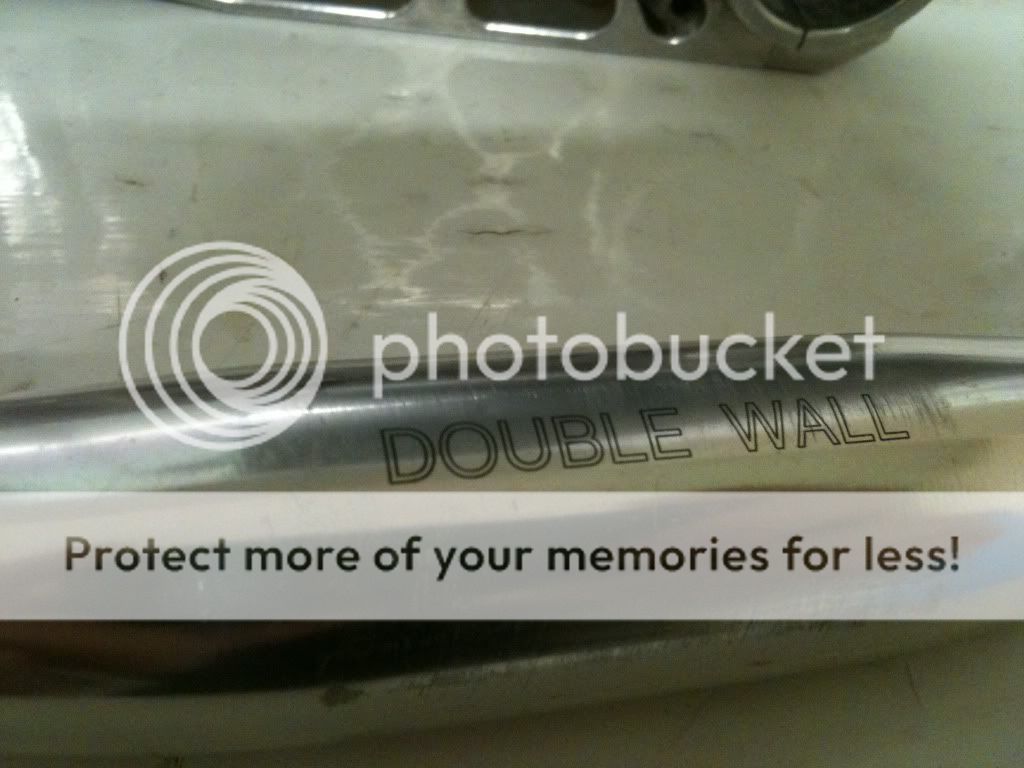 photobucket
DOUBLE WALL
Protect more of your memories for less!